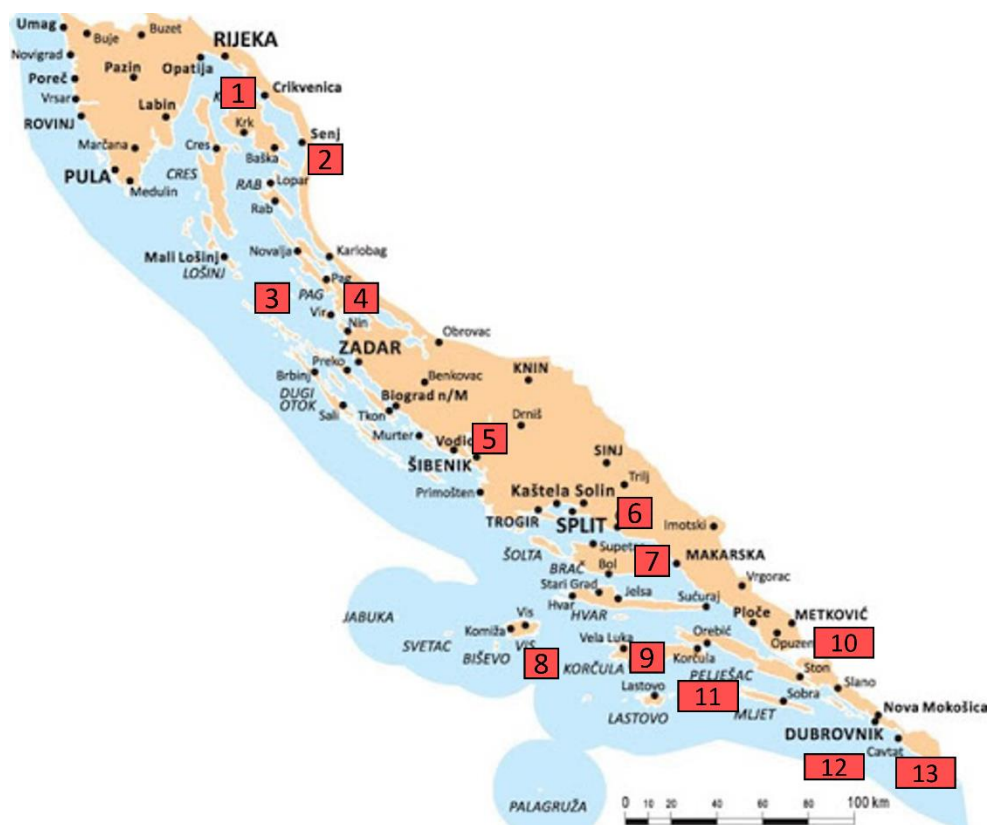 Umag
Buje
Buzet
RIJEKA
Novigrad
Opatija
Pazin
Poreč
1
Crikvenica
Vrsar
Labin
ROVINJ
Krk
Senj
Marčana
Cres
Baška
2
PULA
CRES
Medulin
RAB
Lopar
Rab
Mali Lošinj
LOŠINJ
Novalja
Karlobag
Pag
PAG
3
4
Vir
Nin
Obrovac
ZADAR
Preko
Brbinj
Benkovac
KNIN
DUGI
OTOK
Biograd n/M
Sali
Tkon
Drniš
Murter
5
ŠIBENIK
SINJ
Trilj
Primošten
Kaštela
Solin
TROGIR
SPLIT
6
Imotski
ŠOLTA
BRAČ
7
MAKARSKA
Bol
Stari Grad
Jelsa
Sućuraj
Vrgorac
Hvar
HVAR
Ploče
METKOVIĆ
JABUKA
Vis
Komiža
SVETAC
BIŠEVO
VIS
8
Vela Luka
9
KORČULA
Orebić
Korčula
PELJEŠAC
Opuzen
10
Ston
Slano
Lastovo
LASTOVO
11
Sobra
MLJET
Nova Mokošica
DUBROVNIK
Cavtat
12
13
PALAGRUŽA
0 10 20 40 60 80 100 km